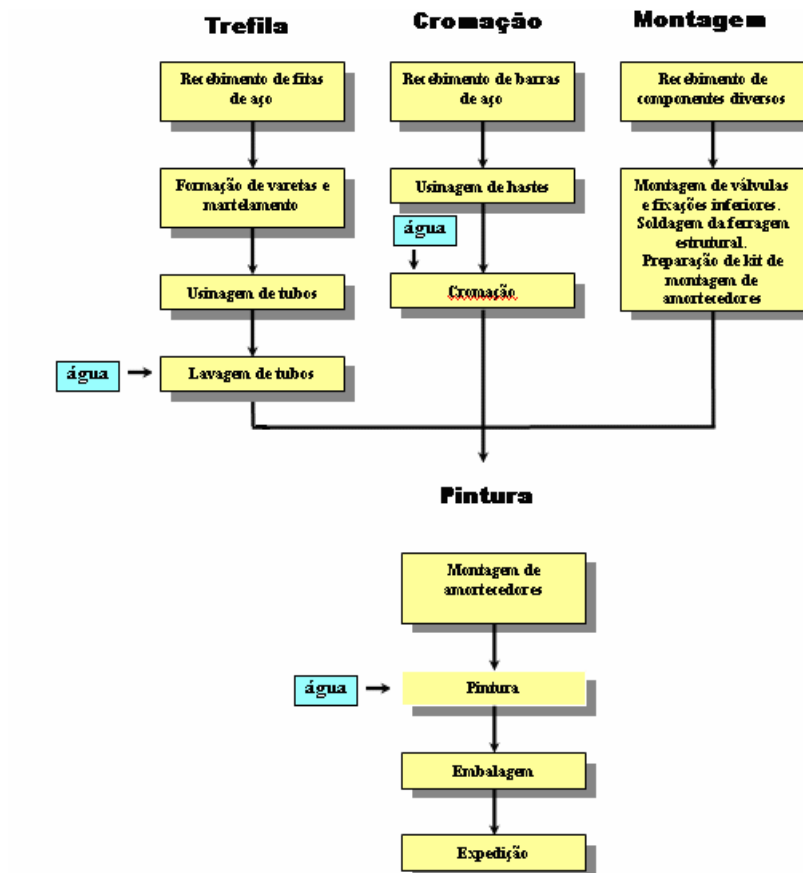 Trefila
Recebimento de fitas
de aço
Formação de varetas e
martelamento
Usinagem de tubos
água
Lavagem de tubos
Cromação
Recebimento de barras
de aço
Usinagem de hastes
água
Cromação
Montagem
Recebimento de
componentes diversos
Montagem de válvulas
e fixações inferiores.
Soldagem da ferragem
estrutural.
Preparação de kit de
montagem de
amortecedores
Pintura
Montagem de
amortecedores
água
Pintura
Embalagem
Expedição